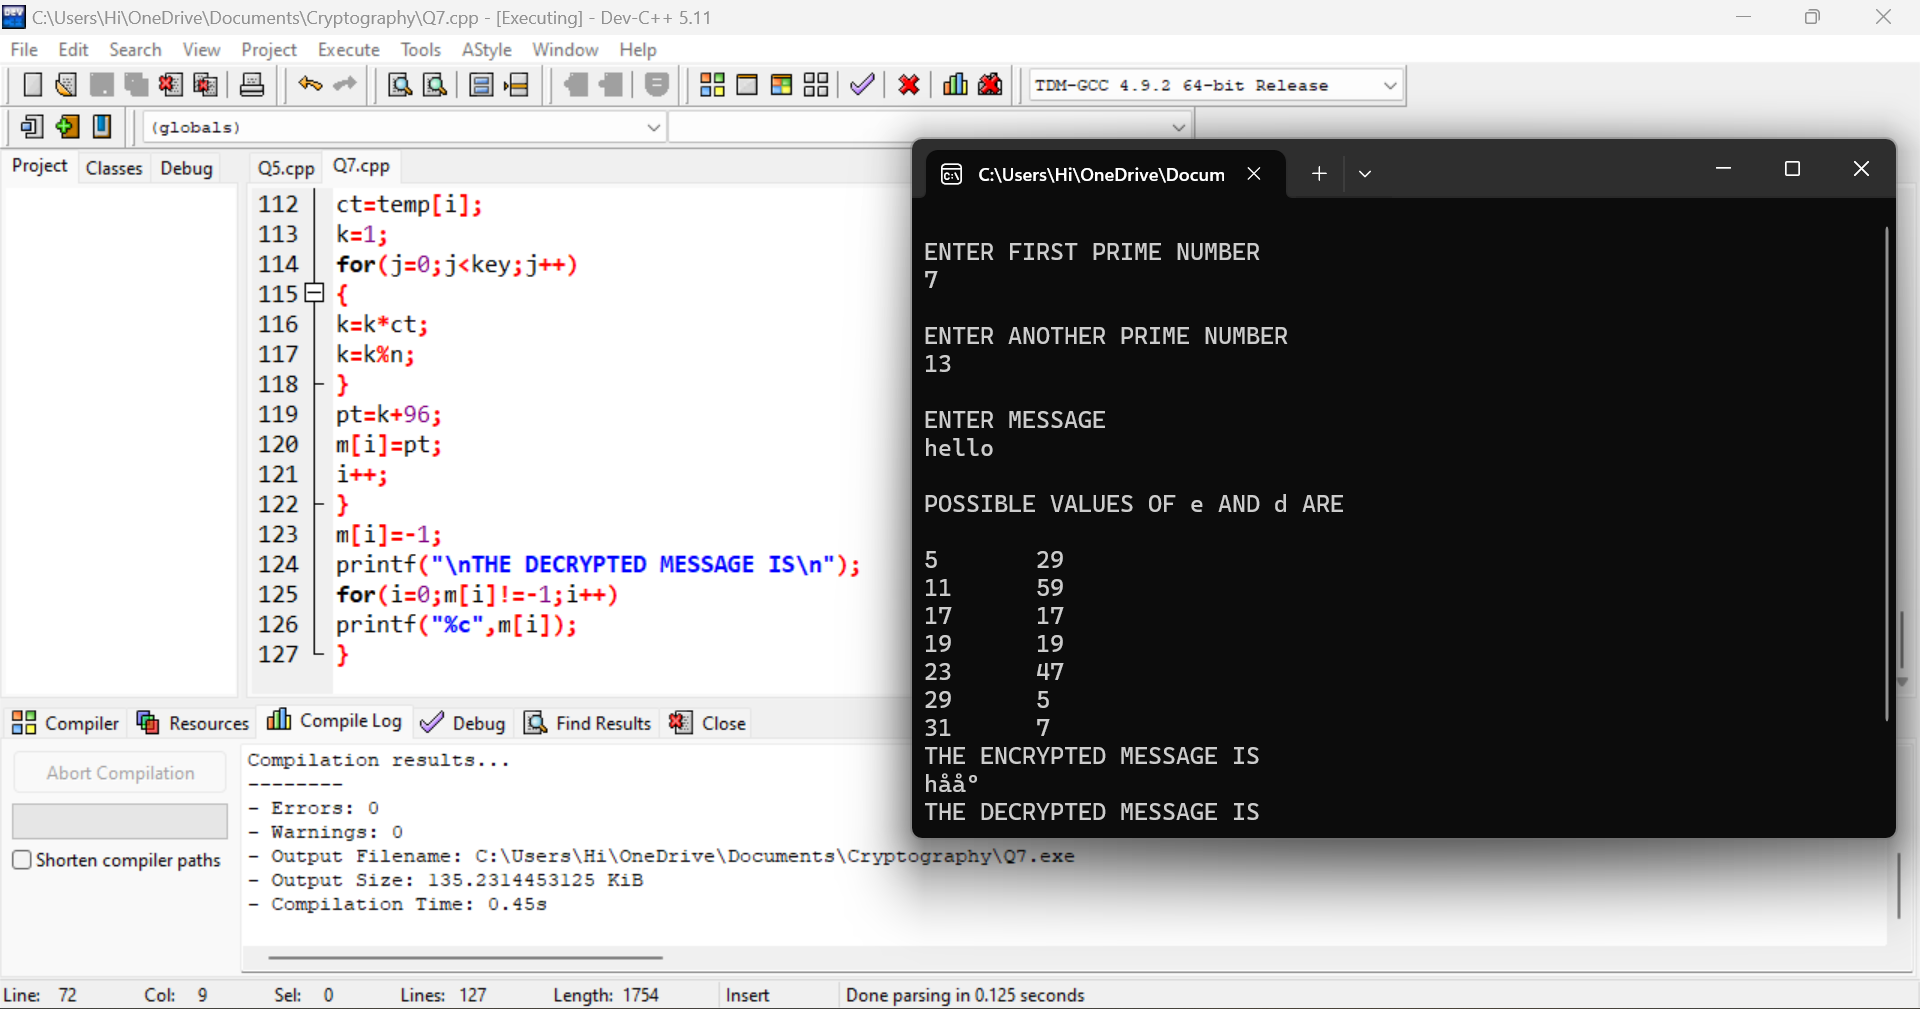 C:\Users\Hi\OneDrive\Documents\Cryptography\Q7.cpp - [Executing] - Dev-C++ 5.11
File Edit Search View Project Execute Tools AStyle Window Help
TDM-GCC 4.9.2 64-bit Release
(globals)
Project Classes Debug
Q5.cpp Q7.cpp
112 ct=temp[i];
113 k=1;
114 for(j=0;j<key;j++)
115 {
116 k=k*ct;
117 k=k%n;
118 }
119 pt=k+96;
120 m[i]=pt;
121 i++;
122 }
123 m[i]=-1;
124 printf("\nTHE DECRYPTED MESSAGE IS\n");
125 for(i=0;m[i]!=-1;i++)
126 printf("%c",m[i]);
127 }
C:\Users\Hi\OneDrive\Docum
ENTER FIRST PRIME NUMBER
7
ENTER ANOTHER PRIME NUMBER
13
ENTER MESSAGE
hello
POSSIBLE VALUES OF e AND d ARE
5 29
11 59
17 17
19 19
23 47
29 5
31 7
THE ENCRYPTED MESSAGE IS
håå°
THE DECRYPTED MESSAGE IS
Compiler Resources Compile Log Debug Find Results Close
Abort Compilation
Shorten compiler paths
Compilation results...
--------
- Errors: 0
- Warnings: 0
- Output Filename: C:\Users\Hi\OneDrive\Documents\Cryptography\Q7.exe
- Output Size: 135.2314453125 KiB
- Compilation Time: 0.45s
Line: 72 Col: 9 Sel: 0 Lines: 127 Length: 1754 Insert Done parsing in 0.125 seconds